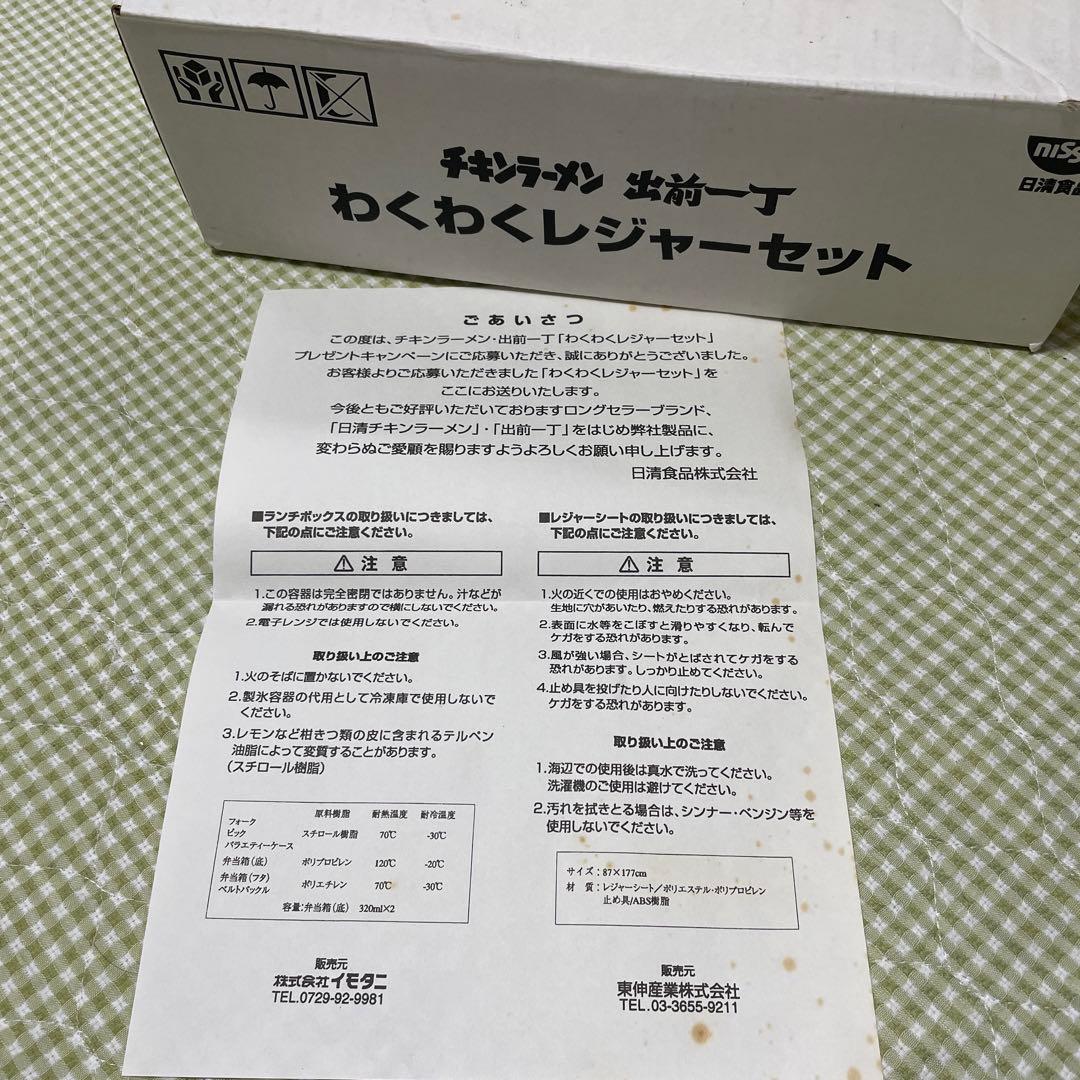 チキンラーメン 出前一丁
わくわくレジャーセット
日清食品
ごあいさつ
この度は、チキンラーメン・出前一丁「わくわくレジャーセット」
プレゼントキャンペーンにご応募いただき、誠にありがとうございました。
お客様よりご応募いただきました「わくわくレジャーセット」を
ここにお送りいたします。
今後ともご好評いただいておりますロングセラーブランド、
「日清チキンラーメン」・「出前一丁」をはじめ弊社製品に、
変わらぬご愛顧を賜りますようよろしくお願い申し上げます。
日清食品株式会社
■ランチボックスの取り扱いにつきましては、
下記の点にご注意ください。
⚠ 注意
1.この容器は完全密閉ではありません。汁などが
漏れる恐れがありますので横にしないでください。
2.電子レンジでは使用しないでください。
取り扱い上のご注意
1.火のそばに置かないでください。
2.製氷容器の代用として冷凍庫で使用しないで
ください。
3.レモンなど柑きつ類の皮に含まれるテルペン
油脂によって変質することがあります。
(スチロール樹脂)
原料樹脂 耐熱温度 耐冷温度
フォーク
ピック スチロール樹脂 70℃ -30℃
バラエティーケース
弁当箱(底) ポリプロピレン 120℃ -20℃
弁当箱(フタ)
ベルトバックル ポリエチレン 70℃ -30℃
容量:弁当箱(底) 320ml×2
販売元
株式会社イモタニ
TEL.0729-92-9981
■レジャーシートの取り扱いにつきましては、
下記の点にご注意ください。
⚠ 注意
1.火の近くでの使用はおやめください。
生地に穴があいたり、燃えたりする恐れがあります。
2.表面に水等をこぼすと滑りやすくなり、転んで
ケガをする恐れがあります。
3.風が強い場合、シートがとばされてケガをする
恐れがあります。しっかり止めてください。
4.止め具を投げたり人に向けたりしないでください。
ケガをする恐れがあります。
取り扱い上のご注意
1.海辺での使用後は真水で洗ってください。
洗濯機のご使用は避けてください。
2.汚れを拭きとる場合は、シンナー・ベンジン等を
使用しないでください。
サイズ:87×177cm
材 質:レジャーシート/ポリエステル・ポリプロピレン
止め具/ABS樹脂
販売元
東伸産業株式会社
TEL.03-3655-9211